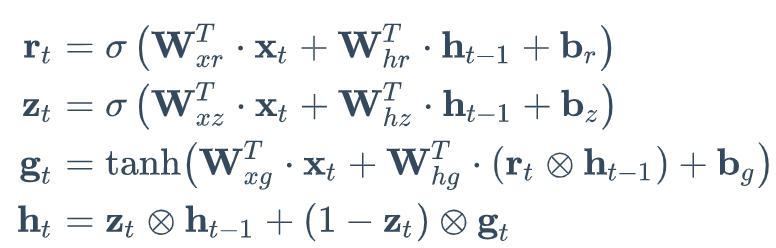 r_t = σ(W_{xr}^T · x_t + W_{hr}^T · h_{t−1} + b_r)
z_t = σ(W_{xz}^T · x_t + W_{hz}^T · h_{t−1} + b_z)
g_t = tanh(W_{xg}^T · x_t + W_{hg}^T · (r_t ⊗ h_{t−1}) + b_g)
h_t = z_t ⊗ h_{t−1} + (1 − z_t) ⊗ g_t